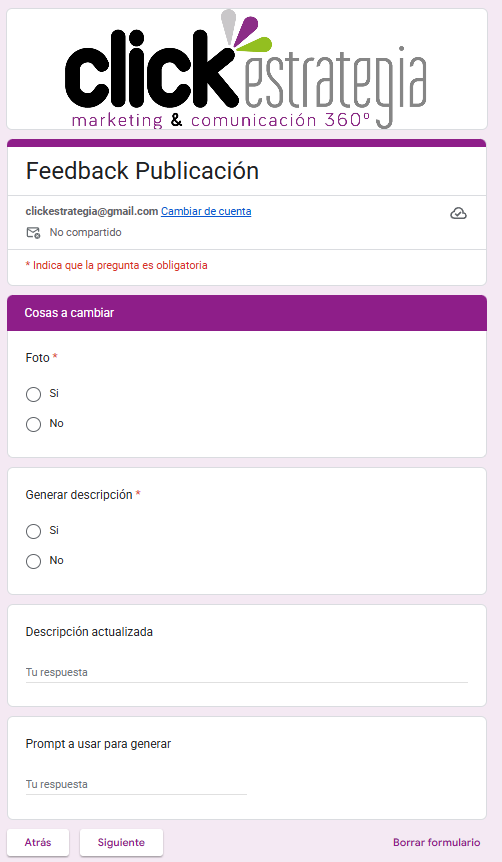 click estrategia
marketing & comunicación 360º
Feedback Publicación
clickestrategia@gmail.com Cambiar de cuenta
No compartido
* Indica que la pregunta es obligatoria
Cosas a cambiar
Foto *
Si
No
Generar descripción *
Si
No
Descripción actualizada
Tu respuesta
Prompt a usar para generar
Tu respuesta
Atrás Siguiente Borrar formulario